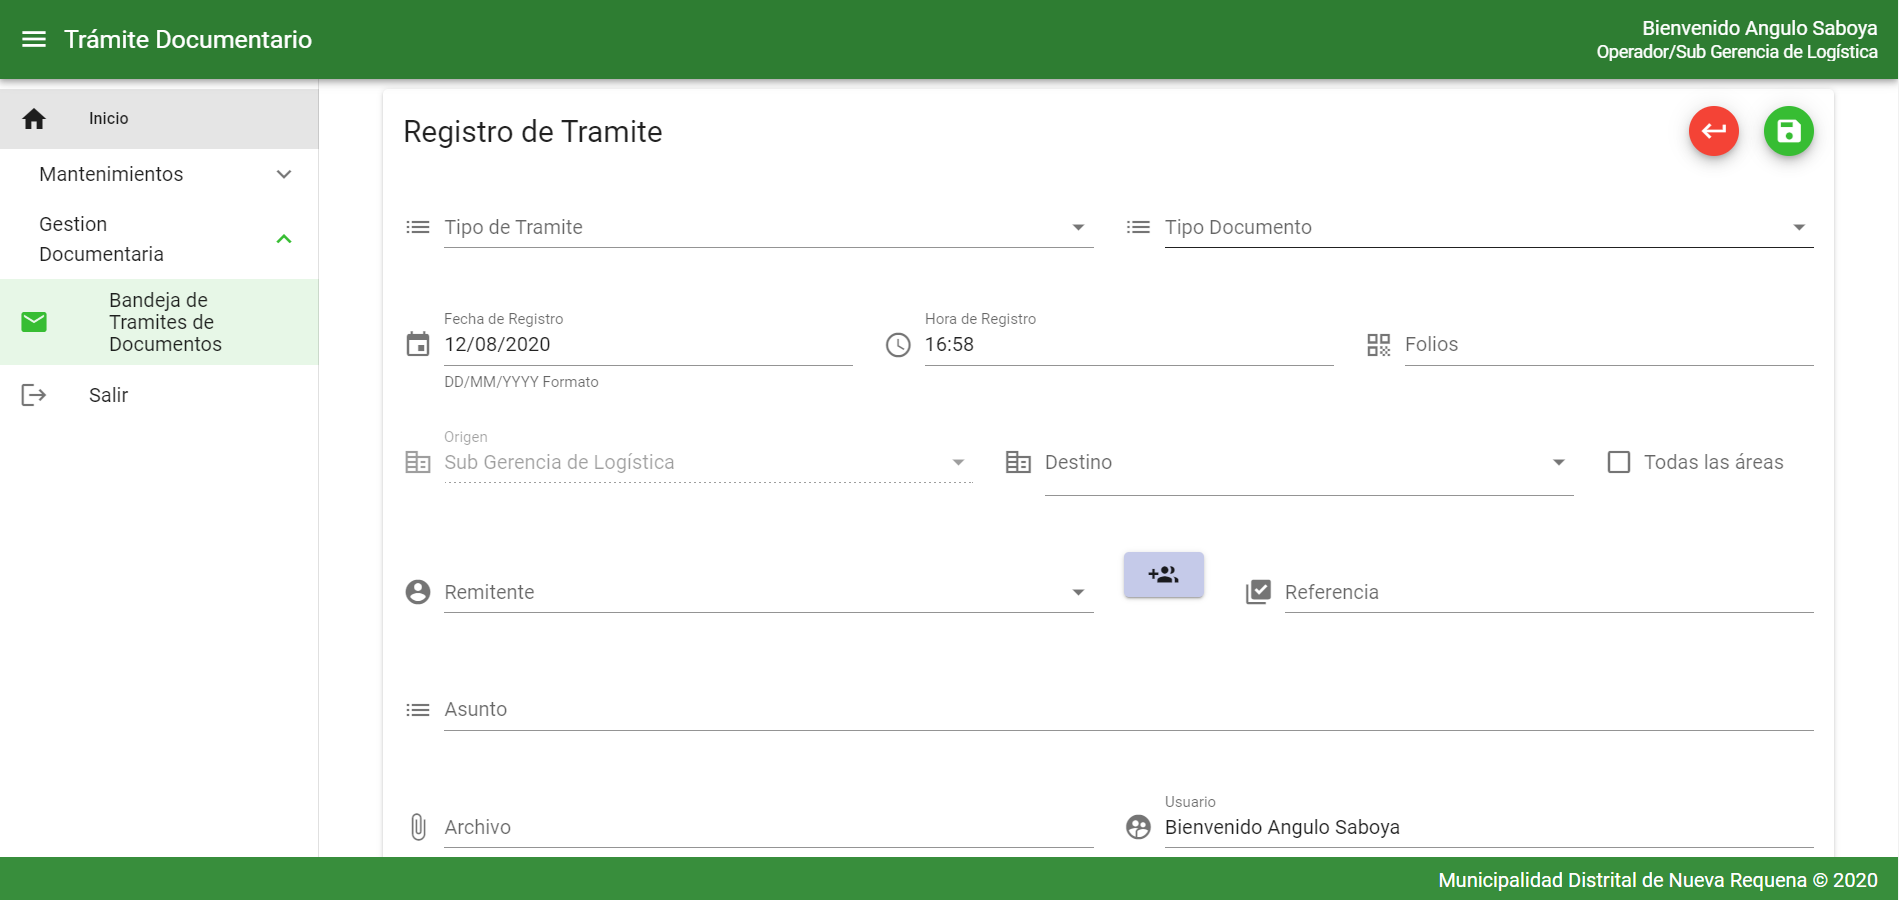 Trámite Documentario
Bienvenido Angulo Saboya
Operador/Sub Gerencia de Logística
Inicio
Mantenimientos
Gestion
Documentaria
Bandeja de
Tramites de
Documentos
Salir
Registro de Tramite
Tipo de Tramite
Tipo Documento
Fecha de Registro
12/08/2020
DD/MM/YYYY Formato
Hora de Registro
16:58
Folios
Origen
Sub Gerencia de Logística
Destino
Todas las áreas
Remitente
Referencia
Asunto
Archivo
Usuario
Bienvenido Angulo Saboya
Municipalidad Distrital de Nueva Requena © 2020